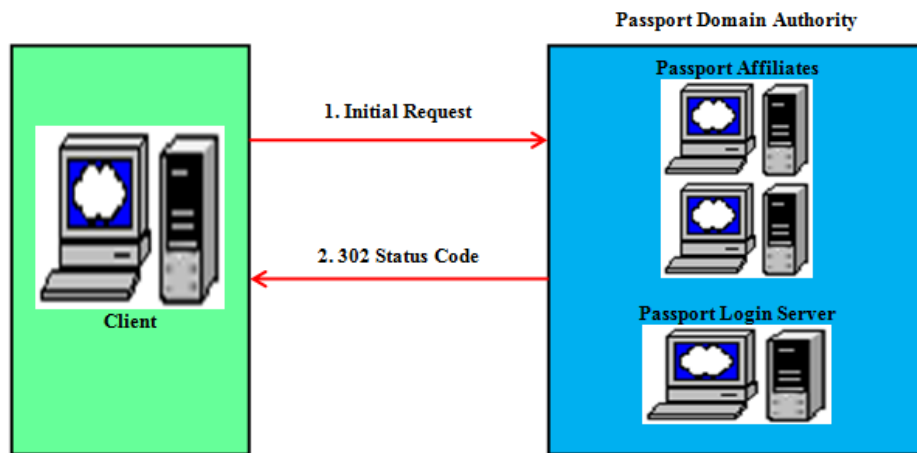 Passport Domain Authority
Passport Affiliates
1. Initial Request
2. 302 Status Code
Client
Passport Login Server